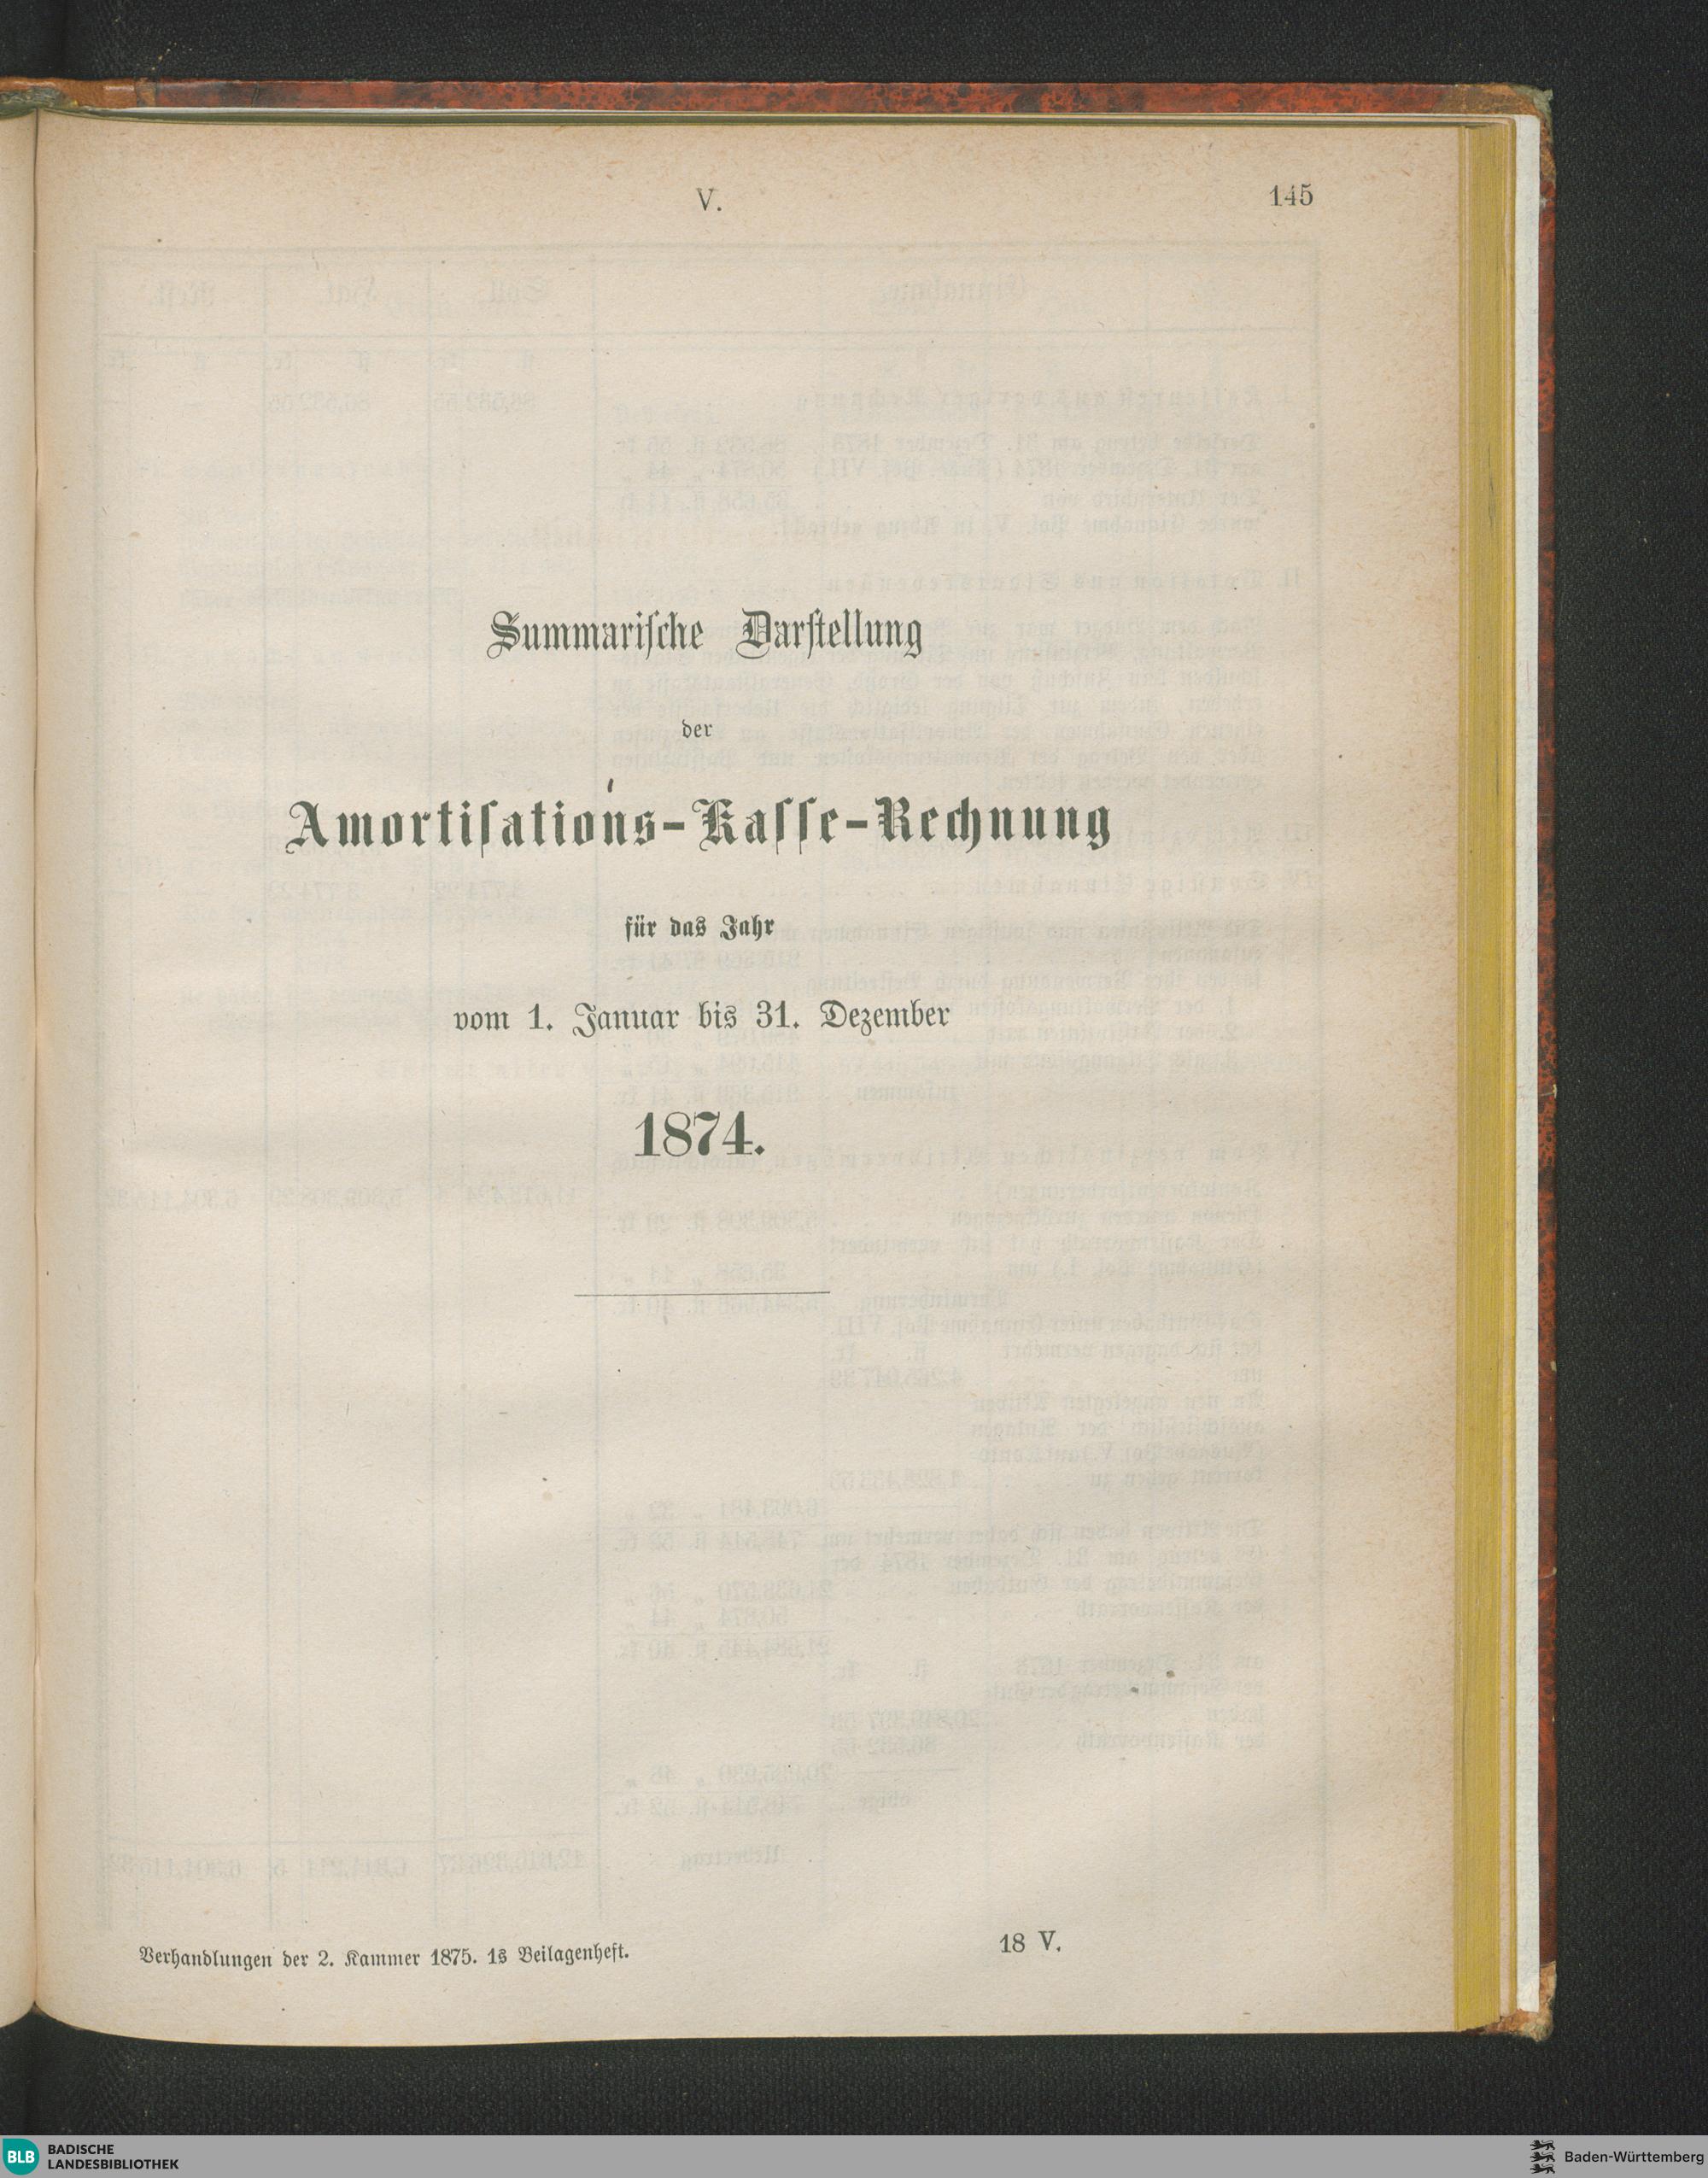 V.
145
Summarische Darstellung
der
Amortisations-Kasse-Rechnung
für das Jahr
vom 1. Januar bis 31. Dezember
1874.
Verhandlungen der 2. Kammer 1875. 1s Beilagenheft.
18 V.
BLB BADISCHE
LANDESBIBLIOTHEK
Baden-Württemberg